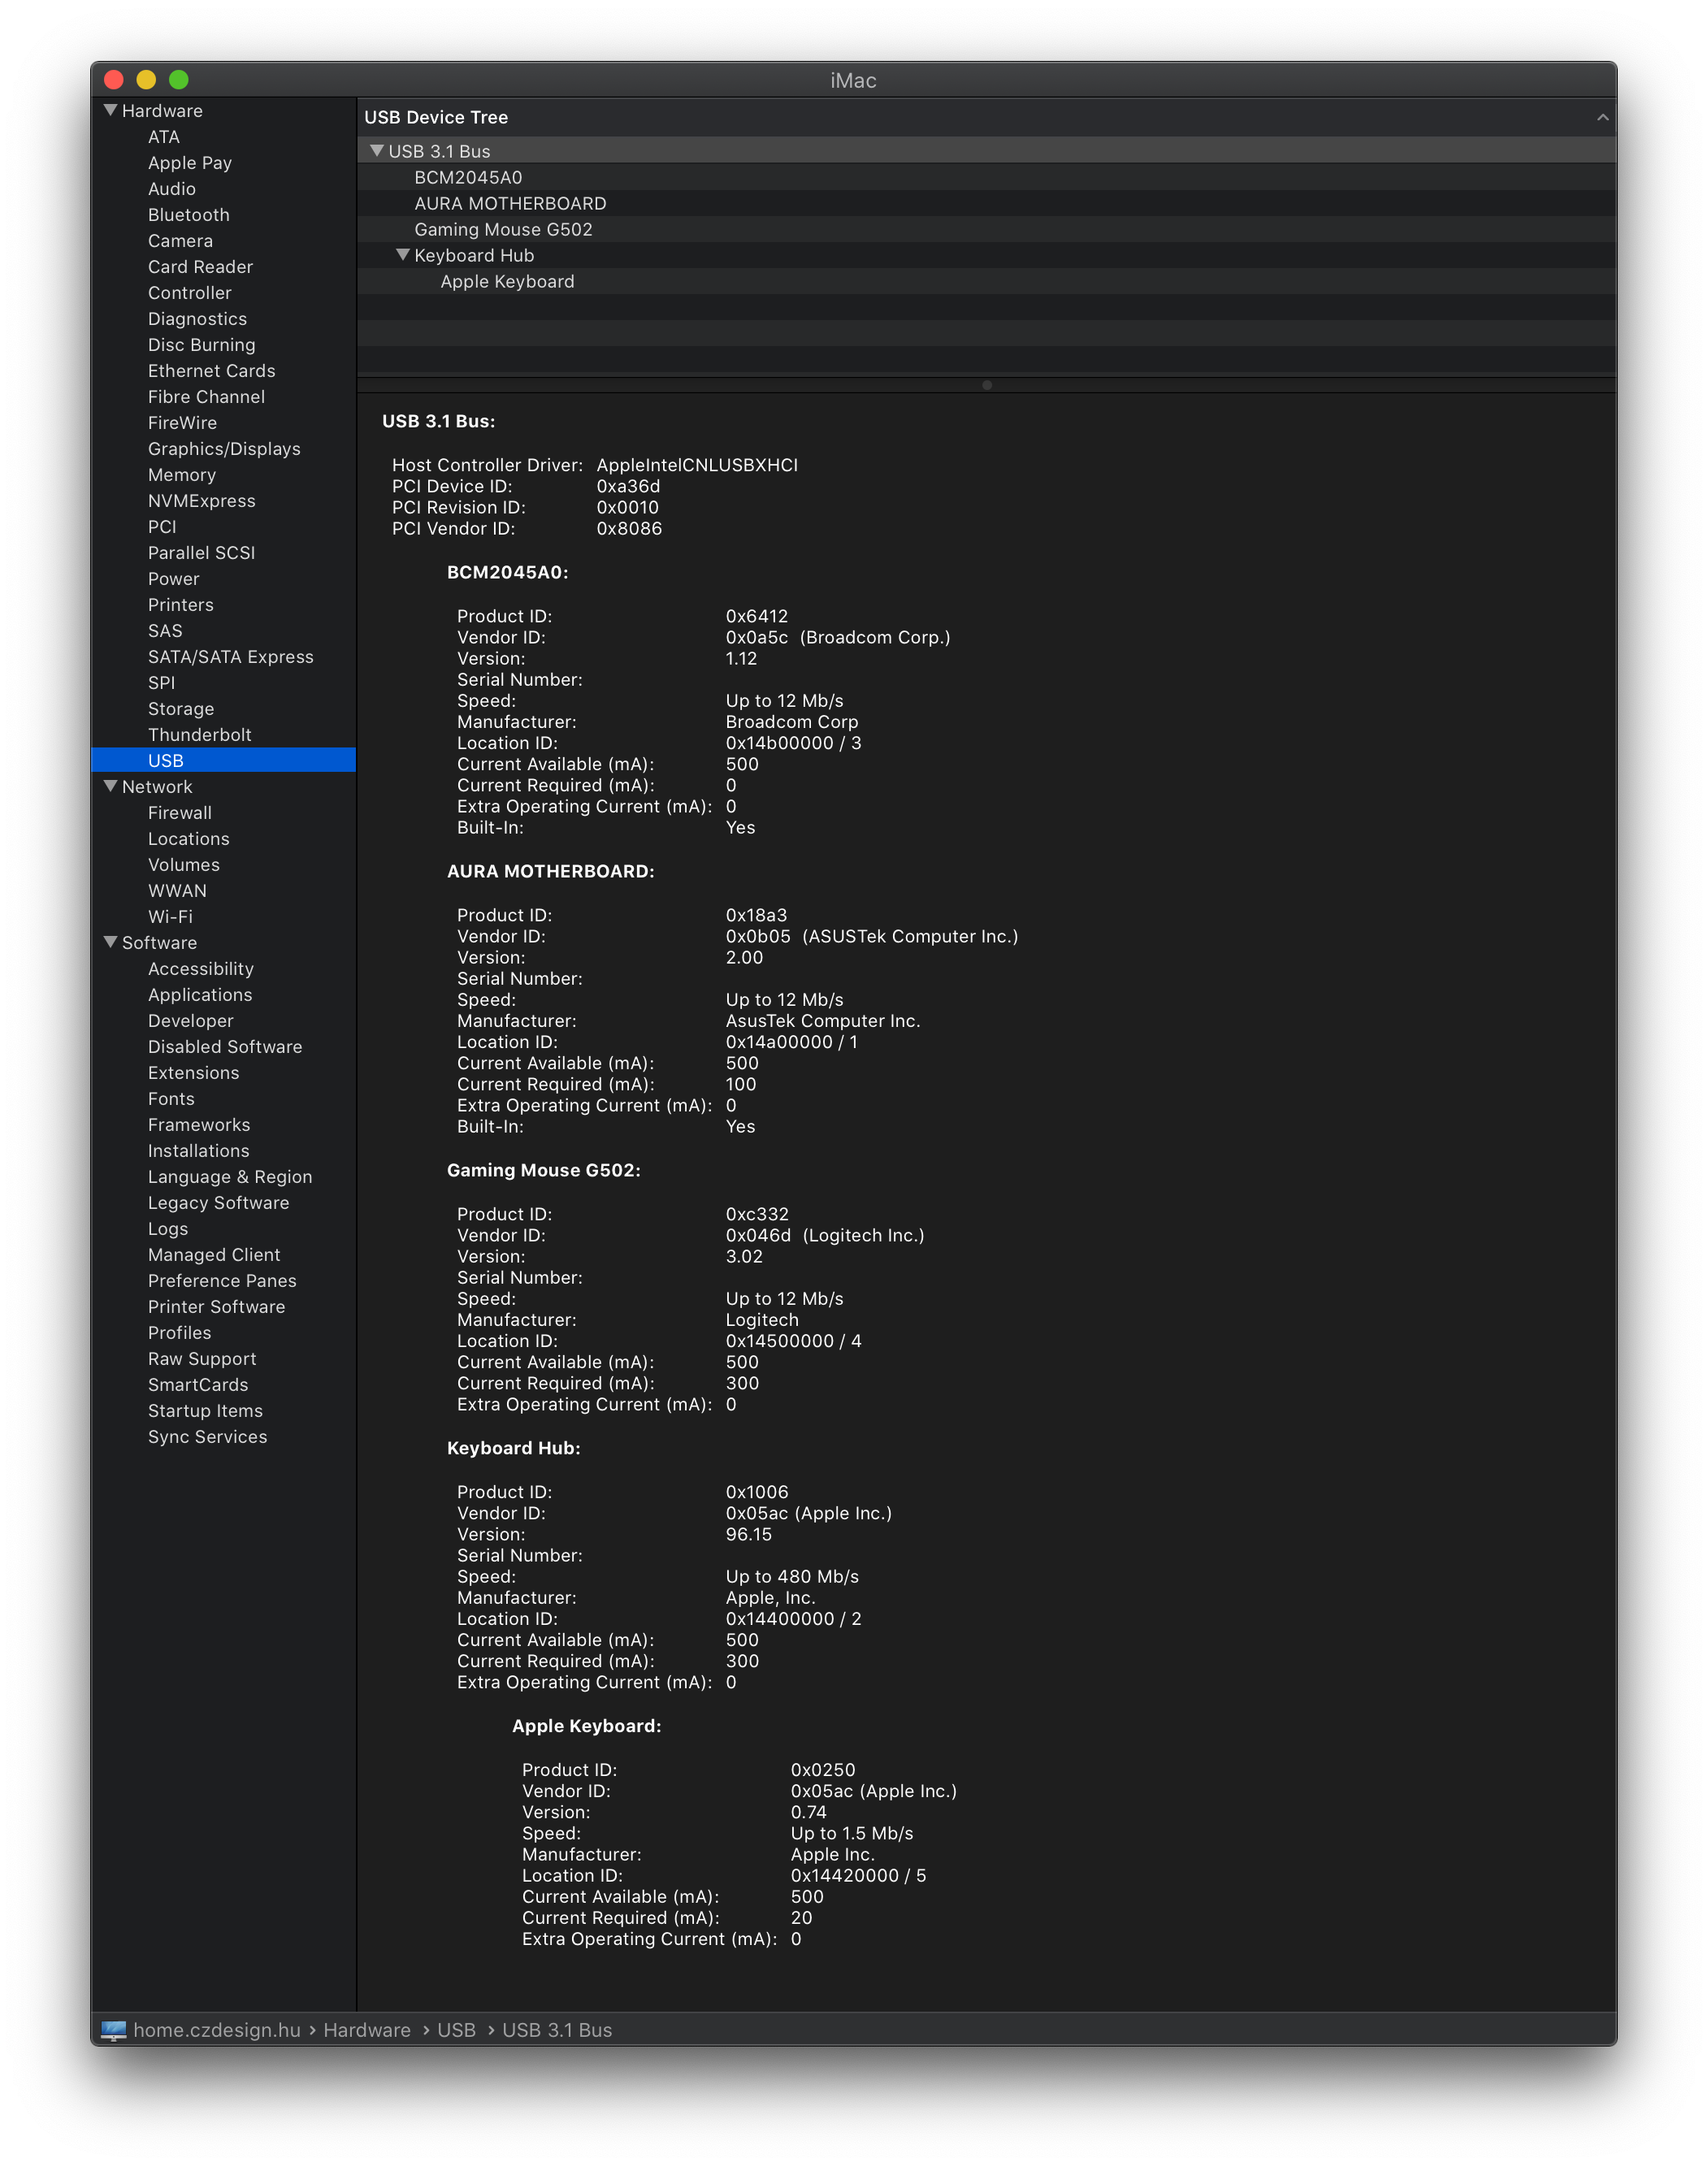 iMac
Hardware
ATA
Apple Pay
Audio
Bluetooth
Camera
Card Reader
Controller
Diagnostics
Disc Burning
Ethernet Cards
Fibre Channel
FireWire
Graphics/Displays
Memory
NVMExpress
PCI
Parallel SCSI
Power
Printers
SAS
SATA/SATA Express
SPI
Storage
Thunderbolt
USB
Network
Firewall
Locations
Volumes
WWAN
Wi-Fi
Software
Accessibility
Applications
Developer
Disabled Software
Extensions
Fonts
Frameworks
Installations
Language & Region
Legacy Software
Logs
Managed Client
Preference Panes
Printer Software
Profiles
Raw Support
SmartCards
Startup Items
Sync Services
USB Device Tree
USB 3.1 Bus
BCM2045A0
AURA MOTHERBOARD
Gaming Mouse G502
Keyboard Hub
Apple Keyboard
USB 3.1 Bus:
Host Controller Driver: AppleIntelCNLUSBXHCI
PCI Device ID: 0xa36d
PCI Revision ID: 0x0010
PCI Vendor ID: 0x8086
BCM2045A0:
Product ID: 0x6412
Vendor ID: 0x0a5c (Broadcom Corp.)
Version: 1.12
Serial Number:
Speed: Up to 12 Mb/s
Manufacturer: Broadcom Corp
Location ID: 0x14b00000 / 3
Current Available (mA): 500
Current Required (mA): 0
Extra Operating Current (mA): 0
Built-In: Yes
AURA MOTHERBOARD:
Product ID: 0x18a3
Vendor ID: 0x0b05 (ASUSTek Computer Inc.)
Version: 2.00
Serial Number:
Speed: Up to 12 Mb/s
Manufacturer: AsusTek Computer Inc.
Location ID: 0x14a00000 / 1
Current Available (mA): 500
Current Required (mA): 100
Extra Operating Current (mA): 0
Built-In: Yes
Gaming Mouse G502:
Product ID: 0xc332
Vendor ID: 0x046d (Logitech Inc.)
Version: 3.02
Serial Number:
Speed: Up to 12 Mb/s
Manufacturer: Logitech
Location ID: 0x14500000 / 4
Current Available (mA): 500
Current Required (mA): 300
Extra Operating Current (mA): 0
Keyboard Hub:
Product ID: 0x1006
Vendor ID: 0x05ac (Apple Inc.)
Version: 96.15
Serial Number:
Speed: Up to 480 Mb/s
Manufacturer: Apple, Inc.
Location ID: 0x14400000 / 2
Current Available (mA): 500
Current Required (mA): 300
Extra Operating Current (mA): 0
Apple Keyboard:
Product ID: 0x0250
Vendor ID: 0x05ac (Apple Inc.)
Version: 0.74
Speed: Up to 1.5 Mb/s
Manufacturer: Apple Inc.
Location ID: 0x14420000 / 5
Current Available (mA): 500
Current Required (mA): 20
Extra Operating Current (mA): 0
home.czdesign.hu › Hardware › USB › USB 3.1 Bus